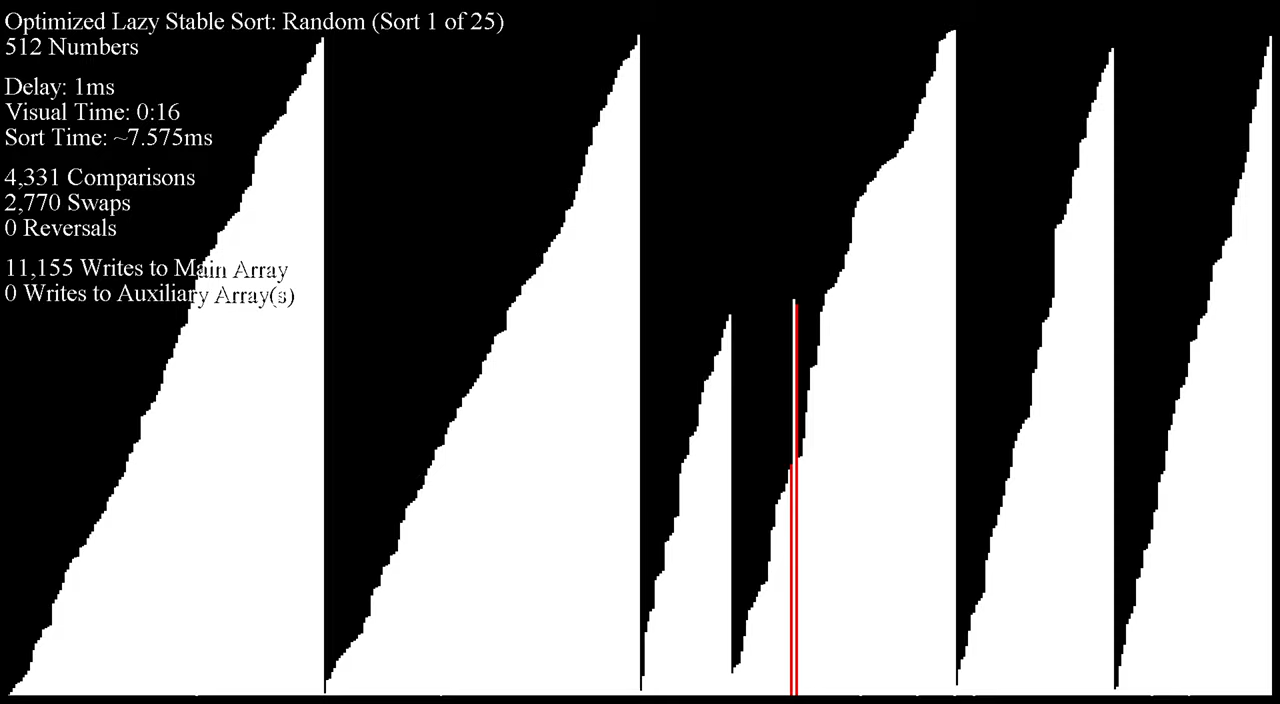 Optimized Lazy Stable Sort: Random (Sort 1 of 25)
512 Numbers
Delay: 1ms
Visual Time: 0:16
Sort Time: ~7.575ms
4,331 Comparisons
2,770 Swaps
0 Reversals
11,155 Writes to Main Array
0 Writes to Auxiliary Array(s)